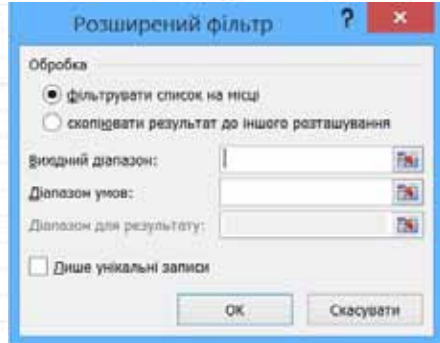 Розширений фільтр ? ×
Обробка
фільтрувати список на місці
скопіювати результат до іншого розташування
Вихідний діапазон:
Діапазон умов:
Діапазон для результату:
Лише унікальні записи
ОК Скасувати